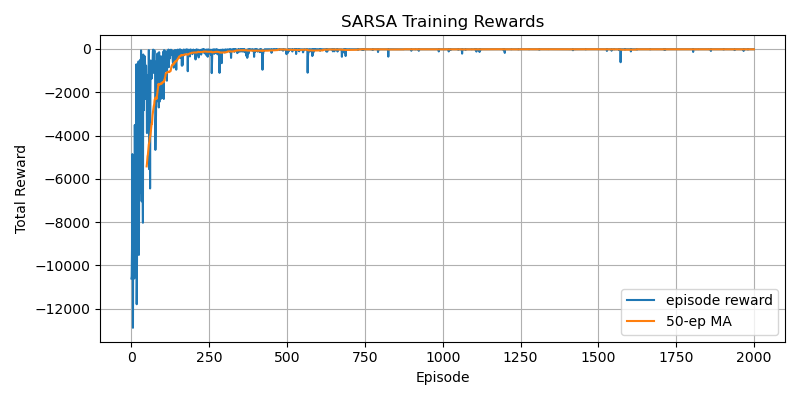 SARSA Training Rewards
Total Reward
0
−2000
−4000
−6000
−8000
−10000
−12000
0 250 500 750 1000 1250 1500 1750 2000
Episode
episode reward
50-ep MA